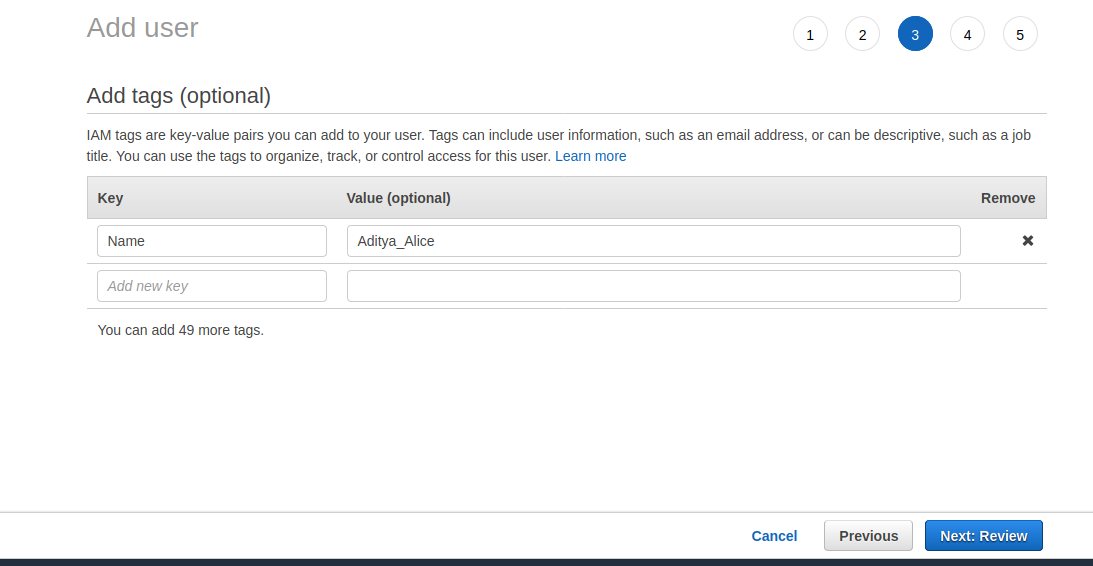 Add user
1 2 3 4 5
Add tags (optional)
IAM tags are key-value pairs you can add to your user. Tags can include user information, such as an email address, or can be descriptive, such as a job
title. You can use the tags to organize, track, or control access for this user. Learn more
Key Value (optional) Remove
Name Aditya_Alice
Add new key
You can add 49 more tags.
Cancel Previous Next: Review